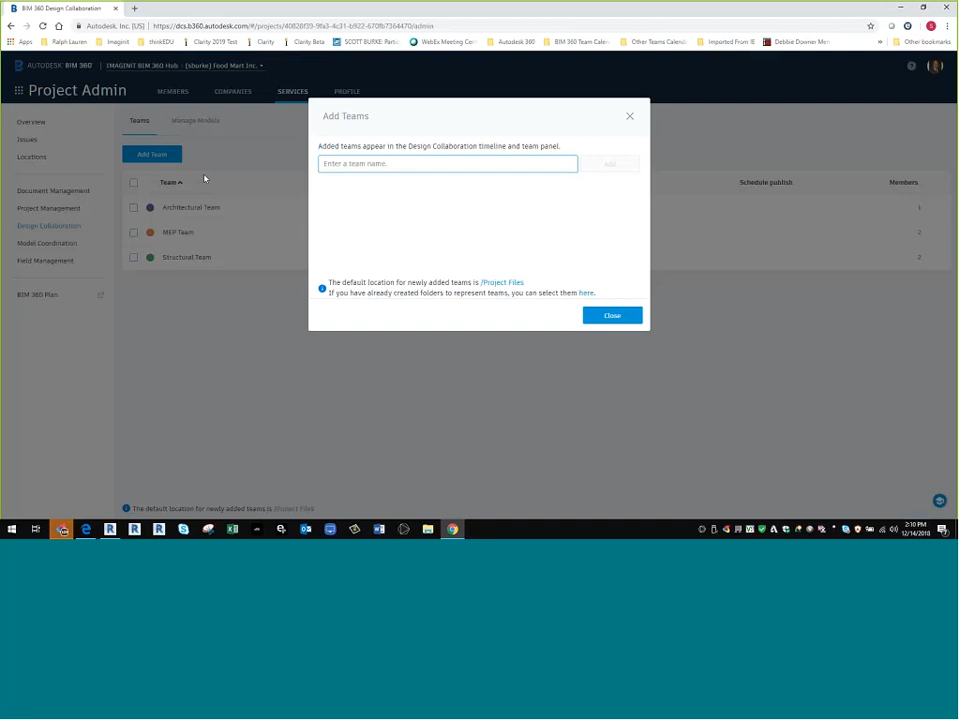 BIM 360 Design Collaboration
Autodesk, Inc. [US] | https://dcs.b360.autodesk.com/#/projects/40828f39-9fa3-4c31-b922-670fb7364470/admin
Apps Ralph Lauren Imaginit thinkEDU Clarity 2019 Test Clarity Clarity Beta SCOTT BURKE: Partic WebEx Meeting Cen Autodesk 360 BIM 360 Team Calen Other Teams Calend Imported From IE Debbie Downer Mem » Other bookmarks
AUTODESK BIM 360 IMAGINIT BIM 360 Hub - [sburke] Food Mart Inc.
Project Admin MEMBERS COMPANIES SERVICES PROFILE
Overview
Issues
Locations
Document Management
Project Management
Design Collaboration
Model Coordination
Field Management
BIM 360 Plan
Teams Manage Models
Add Team
Team Schedule publish Members
Architectural Team 1
MEP Team 2
Structural Team 2
Add Teams
Added teams appear in the Design Collaboration timeline and team panel.
Enter a team name. Add
The default location for newly added teams is /Project Files
If you have already created folders to represent teams, you can select them here.
Close
The default location for newly added teams is /Project Files
2:10 PM
12/14/2018